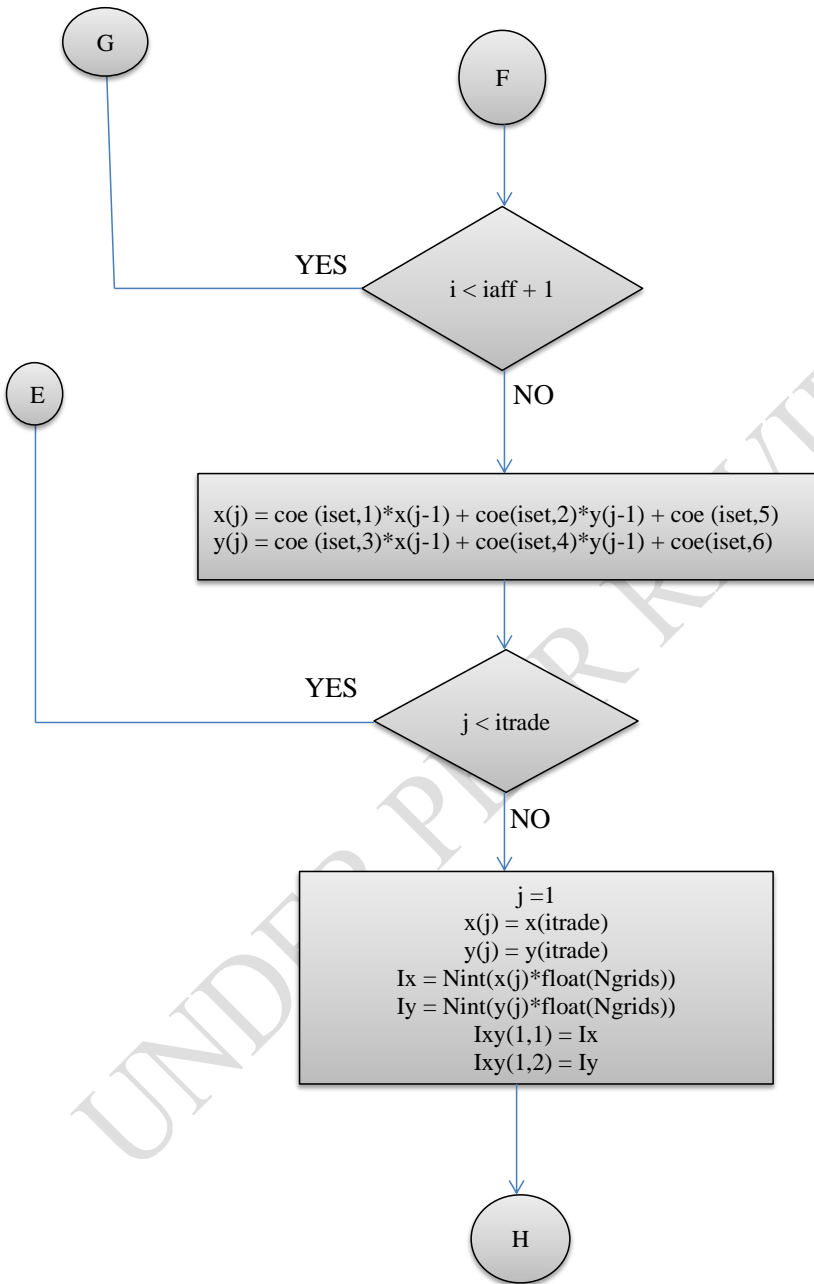 G
F
YES
i < iaff + 1
E
NO
x(j) = coe (iset,1)*x(j-1) + coe(iset,2)*y(j-1) + coe (iset,5)
y(j) = coe (iset,3)*x(j-1) + coe(iset,4)*y(j-1) + coe(iset,6)
YES
j < itrade
NO
j =1
x(j) = x(itrade)
y(j) = y(itrade)
Ix = Nint(x(j)*float(Ngrids))
Iy = Nint(y(j)*float(Ngrids))
Ixy(1,1) = Ix
Ixy(1,2) = Iy
H